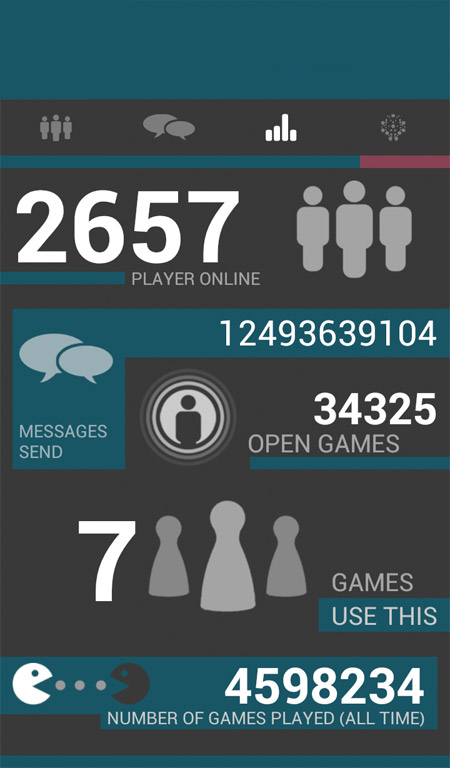 2657
PLAYER ONLINE
12493639104
MESSAGES
SEND
34325
OPEN GAMES
7
GAMES
USE THIS
4598234
NUMBER OF GAMES PLAYED (ALL TIME)